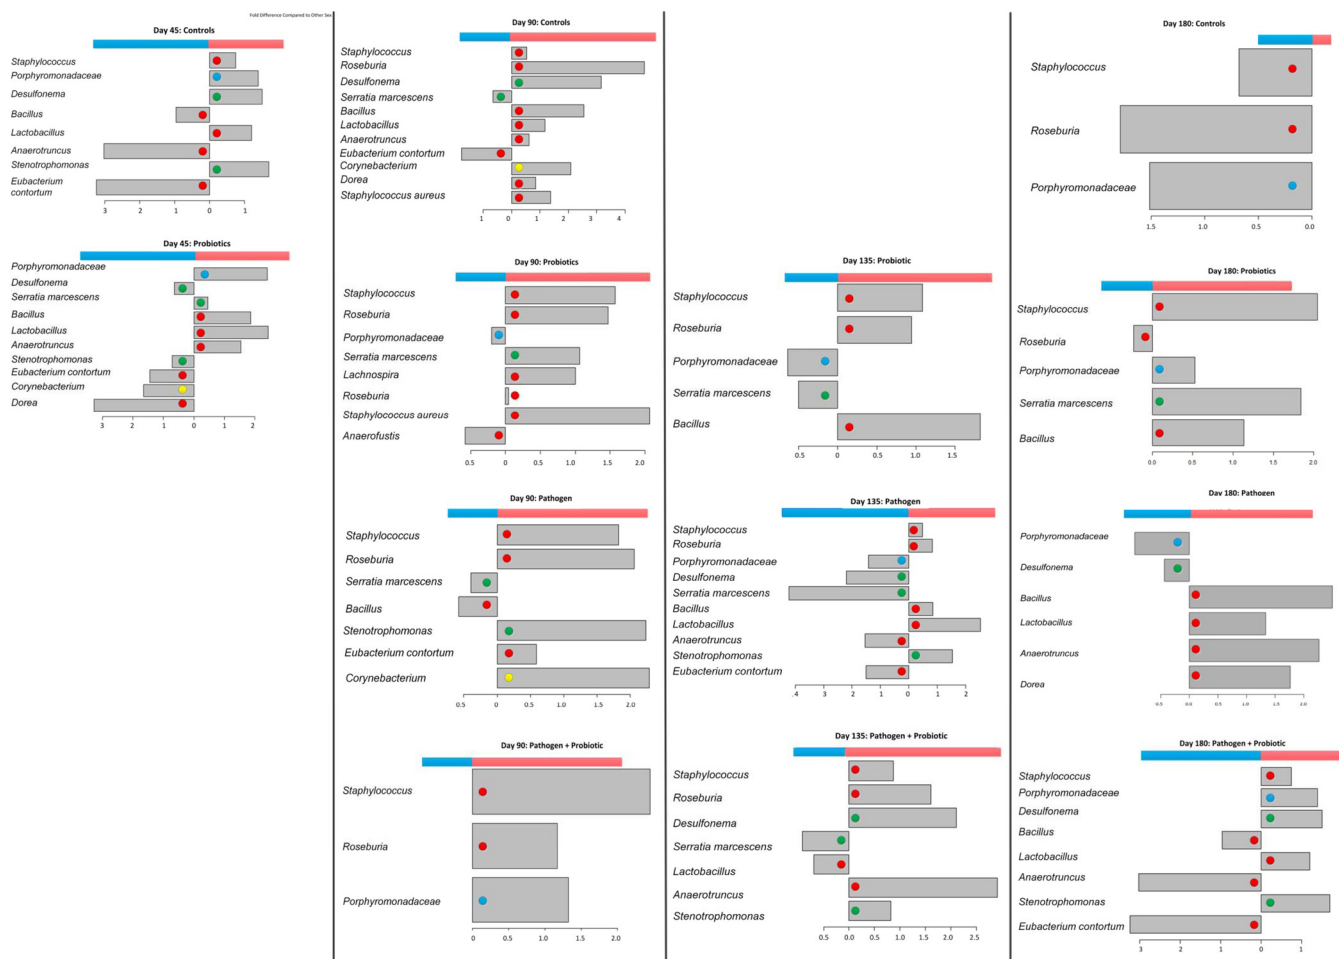 Fold Difference Compared to Other Sex
Day 45: Controls
Staphylococcus
Porphyromonadaceae
Desulfonema
Bacillus
Lactobacillus
Anaerotruncus
Stenotrophomonas
Eubacterium
contortum
3 2 1 0 1
Day 45: Probiotics
Porphyromonadaceae
Desulfonema
Serratia marcescens
Bacillus
Lactobacillus
Anaerotruncus
Stenotrophomonas
Eubacterium contortum
Corynebacterium
Dorea
3 2 1 0 1 2
Day 90: Controls
Staphylococcus
Roseburia
Desulfonema
Serratia marcescens
Bacillus
Lactobacillus
Anaerotruncus
Eubacterium contortum
Corynebacterium
Dorea
Staphylococcus aureus
1 0 1 2 3 4
Day 90: Probiotics
Staphylococcus
Roseburia
Porphyromonadaceae
Serratia marcescens
Lachnospira
Roseburia
Staphylococcus aureus
Anaerofustis
0.5 0 0.5 1.0 1.5 2.0
Day 90: Pathogen
Staphylococcus
Roseburia
Serratia marcescens
Bacillus
Stenotrophomonas
Eubacterium contortum
Corynebacterium
0.5 0 0.5 1.0 1.5 2.0
Day 90: Pathogen + Probiotic
Staphylococcus
Roseburia
Porphyromonadaceae
0 0.5 1.0 1.5 2.0
Day 135: Probiotic
Staphylococcus
Roseburia
Porphyromonadaceae
Serratia marcescens
Bacillus
0.5 0.0 0.5 1.0 1.5
Day 135: Pathogen
Staphylococcus
Roseburia
Porphyromonadaceae
Desulfonema
Serratia marcescens
Bacillus
Lactobacillus
Anaerotruncus
Stenotrophomonas
Eubacterium contortum
.4 3 2 1 0 1 2
Day 135: Pathogen + Probiotic
Staphylococcus
Roseburia
Desulfonema
Serratia marcescens
Lactobacillus
Anaerotruncus
Stenotrophomonas
0.5 0.0 0.5 1.0 1.5 2.0 2.5
Day 180: Controls
Staphylococcus
Roseburia
Porphyromonadaceae
1.5 1.0 0.5 0.0
Day 180: Probiotics
Staphylococcus
Roseburia
Porphyromonadaceae
Serratia marcescens
Bacillus
0.0 0.5 1.0 1.5 2.0
Day 180: Pathogen
Porphyromonadaceae
Desulfonema
Bacillus
Lactobacillus
Anaerotruncus
Dorea
0.5 0.0 0.5 1.0 1.5 2.0
Day 180: Pathogen + Probiotic
Staphylococcus
Porphyromonadaceae
Desulfonema
Bacillus
Lactobacillus
Anaerotruncus
Stenotrophomonas
Eubacterium contortum
3 2 1 0 1